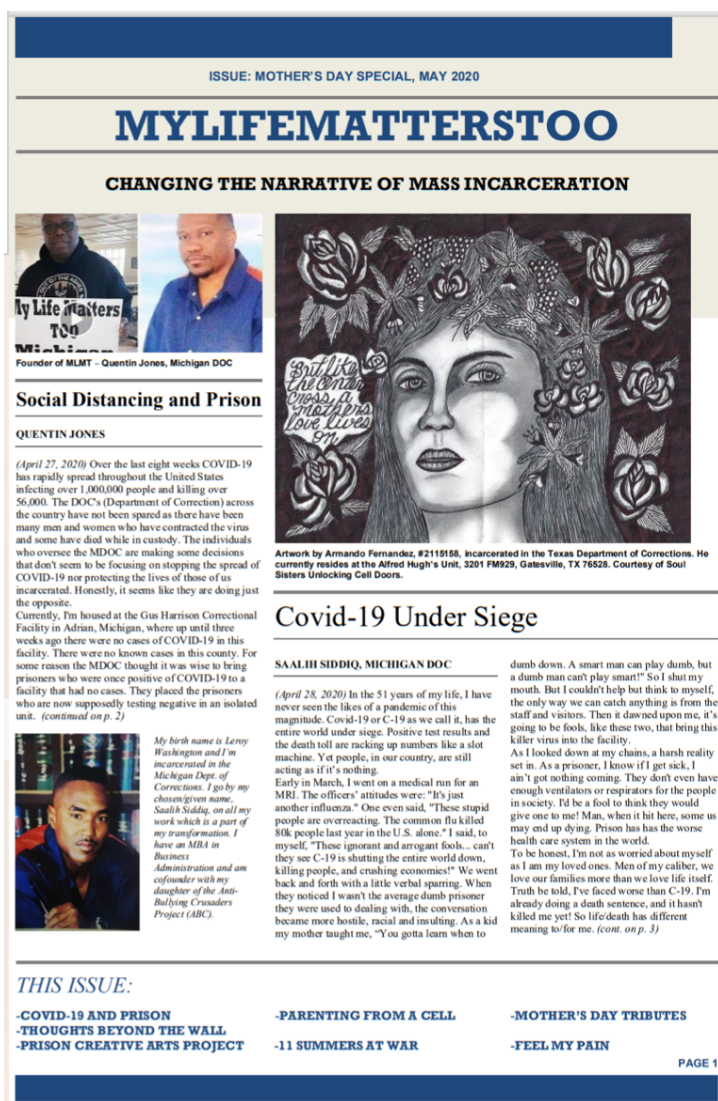 ISSUE: MOTHER'S DAY SPECIAL, MAY 2020
MYLIFEMATTERSTOO
CHANGING THE NARRATIVE OF MASS INCARCERATION
My Life Matters
TOO
Michigan
Founder of MLMT – Quentin Jones, Michigan DOC
Social Distancing and Prison
QUENTIN JONES
(April 27, 2020) Over the last eight weeks COVID-19
has rapidly spread throughout the United States
infecting over 1,000,000 people and killing over
56,000. The DOC's (Department of Correction) across
the country have not been spared as there have been
many men and women who have contracted the virus
and some have died while in custody. The individuals
who oversee the MDOC are making some decisions
that don't seem to be focusing on stopping the spread of
COVID-19 nor protecting the lives of those of us
incarcerated. Honestly, it seems like they are doing just
the opposite.
Currently, I'm housed at the Gus Harrison Correctional
Facility in Adrian, Michigan, where up until three
weeks ago there were no cases of COVID-19 in this
facility. There were no known cases in this county. For
some reason the MDOC thought it was wise to bring
prisoners who were once positive of COVID-19 to a
facility that had no cases. They placed the prisoners
who are now supposedly testing negative in an isolated
unit. (continued on p. 2)
My birth name is Leroy
Washington and I'm
incarcerated in the
Michigan Dept. of
Corrections. I go by my
chosen/given name,
Saalih Siddiq, on all my
work which is a part of
my transformation. I
have an MBA in
Business
Administration and am
cofounder with my
daughter of the Anti-
Bullying Crusaders
Project (ABC).
But like
the
Cross, a
mothers
love lives
on
Artwork by Armando Fernandez, #2115158, incarcerated in the Texas Department of Corrections. He
currently resides at the Alfred Hugh's Unit, 3201 FM929, Gatesville, TX 76528. Courtesy of Soul
Sisters Unlocking Cell Doors.
Covid-19 Under Siege
SAALIH SIDDIQ, MICHIGAN DOC
(April 28, 2020) In the 51 years of my life, I have
never seen the likes of a pandemic of this
magnitude. Covid-19 or C-19 as we call it, has the
entire world under siege. Positive test results and
the death toll are racking up numbers like a slot
machine. Yet people, in our country, are still
acting as if it's nothing.
Early in March, I went on a medical run for an
MRI. The officers' attitudes were: "It's just
another influenza." One even said, "These stupid
people are overreacting. The common flu killed
80k people last year in the U.S. alone." I said, to
myself, "These ignorant and arrogant fools... can't
they see C-19 is shutting the entire world down,
killing people, and crushing economies!" We went
back and forth with a little verbal sparring. When
they noticed I wasn't the average dumb prisoner
they were used to dealing with, the conversation
became more hostile, racial and insulting. As a kid
my mother taught me, "You gotta learn when to
dumb down. A smart man can play dumb, but
a dumb man can't play smart!" So I shut my
mouth. But I couldn't help but think to myself,
the only way we can catch anything is from the
staff and visitors. Then it dawned upon me, it's
going to be fools, like these two, that bring this
killer virus into the facility.
As I looked down at my chains, a harsh reality
set in. As a prisoner, I know if I get sick, I
ain't got nothing coming. They don't even have
enough ventilators or respirators for the people
in society. I'd be a fool to think they would
give one to me! Man, when it hit here, some us
may end up dying. Prison has has the worse
health care system in the world.
To be honest, I'm not as worried about myself
as I am my loved ones. Men of my caliber, we
love our families more than we love life itself.
Truth be told, I've faced worse than C-19. I'm
already doing a death sentence, and it hasn't
killed me yet! So life/death has different
meaning to/for me. (cont. on p. 3)
THIS ISSUE:
-COVID-19 AND PRISON
-THOUGHTS BEYOND THE WALL
-PRISON CREATIVE ARTS PROJECT
-PARENTING FROM A CELL
-11 SUMMERS AT WAR
-MOTHER'S DAY TRIBUTES
-FEEL MY PAIN
PAGE 1